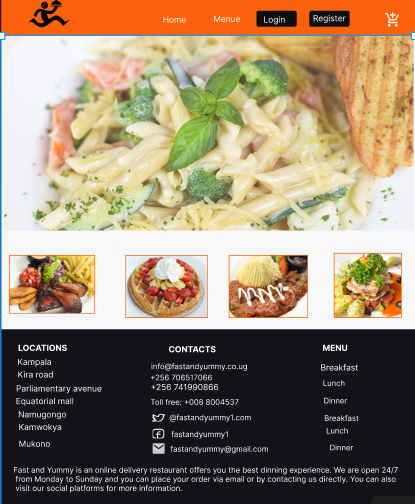 Home Menue Login Register
LOCATIONS
Kampala
Kira road
Parliamentary avenue
Equatorial mall
Namugongo
Kamwokya
Mukono
CONTACTS
info@fastandyummy.co.ug
+256 706517066
+256 741990866
Toll free: +008 8004537
@fastandyummy1.com
fastandyummy1
fastandyummy@gmail.com
MENU
Breakfast
Lunch
Dinner
Breakfast
Lunch
Dinner
Fast and Yummy is an online delivery restaurant offers you the best dinning experience. We are open 24/7
from Monday to Sunday and you can place your order via email or by contacting us directly. You can also
visit our social platforms for more information.